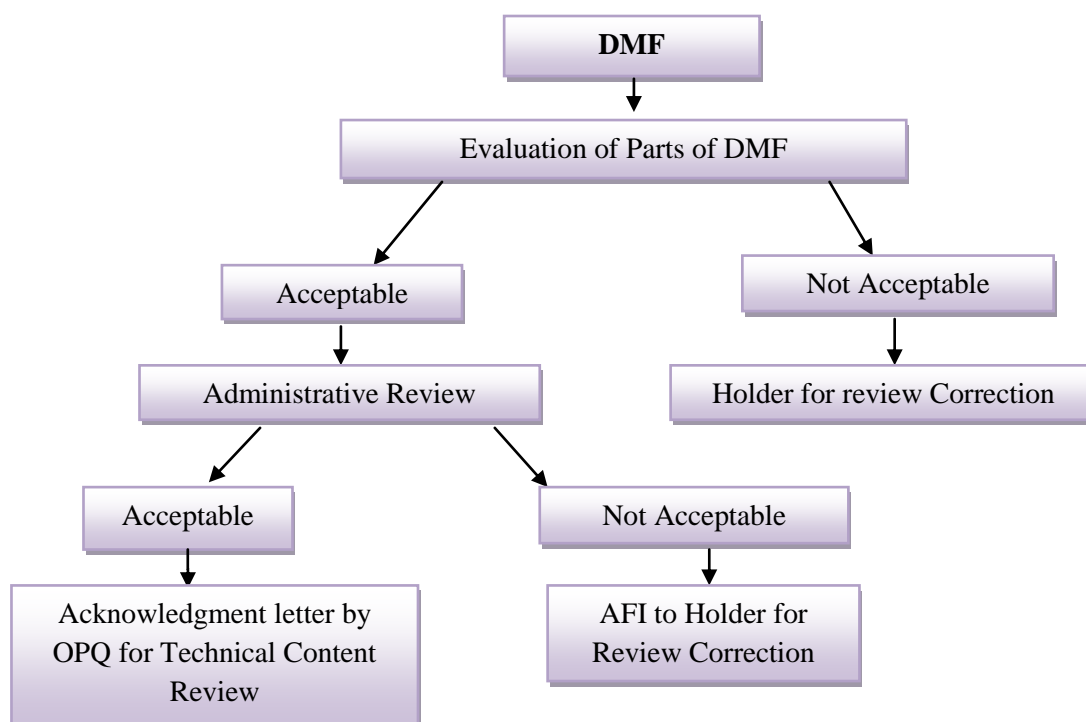 DMF
Evaluation of Parts of DMF
Acceptable
Not Acceptable
Administrative Review
Holder for review Correction
Acceptable
Not Acceptable
Acknowledgment letter by
OPQ for Technical Content
Review
AFI to Holder for
Review Correction